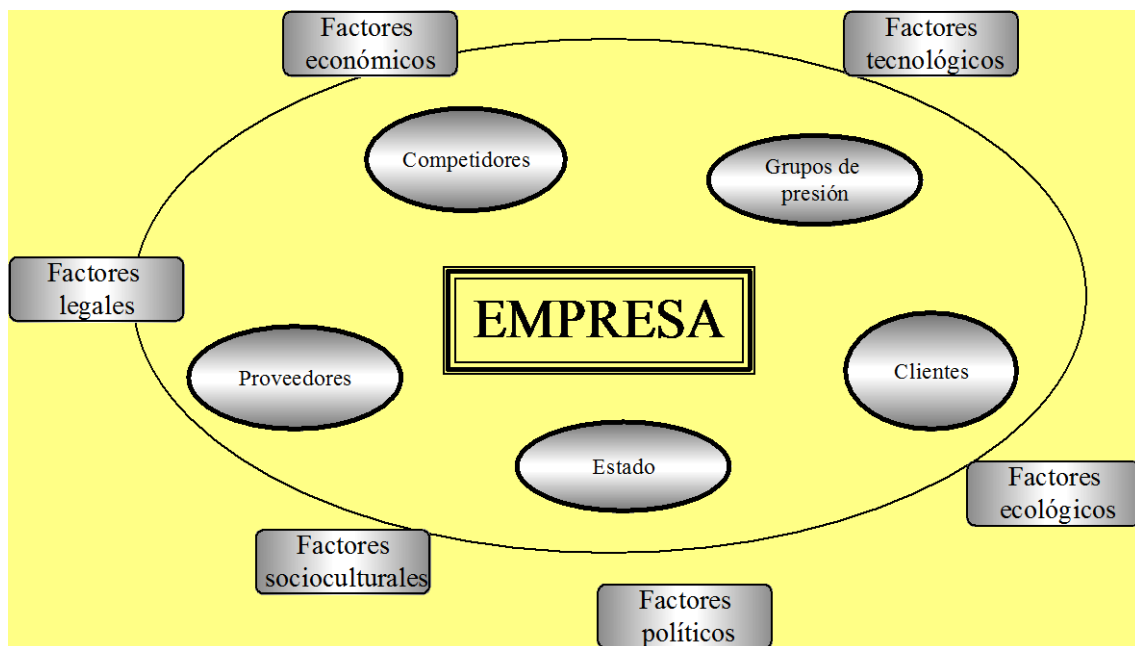 Factores
económicos
Factores
tecnológicos
Competidores
Grupos de
presión
Factores
legales
EMPRESA
Proveedores
Clientes
Estado
Factores
ecológicos
Factores
socioculturales
Factores
políticos